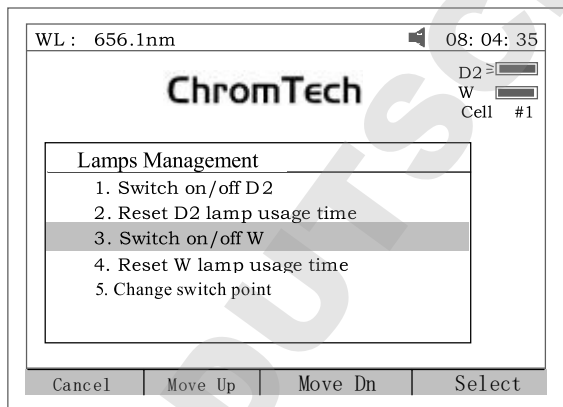 WL: 656.1nm 08: 04: 35
D2
ChromTech
W
Cell #1
Lamps Management
1. Switch on/off D2
2. Reset D2 lamp usage time
3. Switch on/off W
4. Reset W lamp usage time
5. Change switch point
Cancel Move Up Move Dn Select